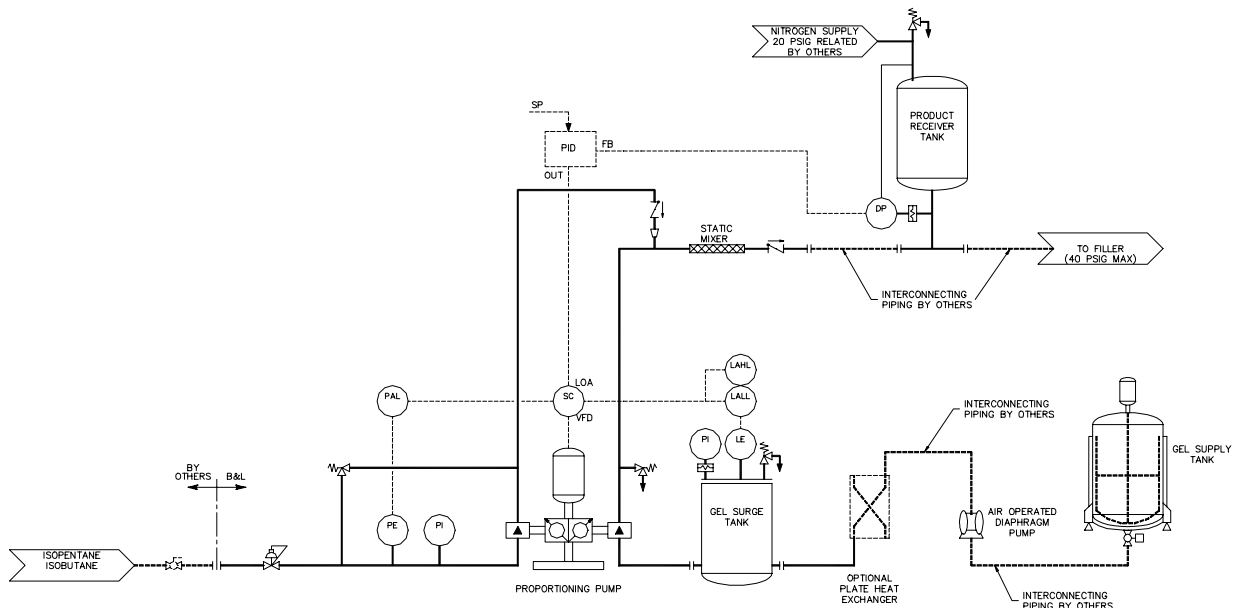 NITROGEN SUPPLY
20 PSIG RELATED
BY OTHERS
PRODUCT
RECEIVER
TANK
SP
PID
FB
OUT
DP
STATIC
MIXER
TO FILLER
(40 PSIG MAX)
INTERCONNECTING
PIPING BY OTHERS
LAHL
LOA
PAL
SC
LALL
VFD
INTERCONNECTING
PIPING BY OTHERS
PI
LE
GEL SUPPLY
TANK
BY
OTHERS
B&L
GEL SURGE
TANK
AIR OPERATED
DIAPHRAGM
PUMP
PE
PI
ISOPENTANE
ISOBUTANE
PROPORTIONING PUMP
OPTIONAL
PLATE HEAT
EXCHANGER
INTERCONNECTING
PIPING BY OTHERS